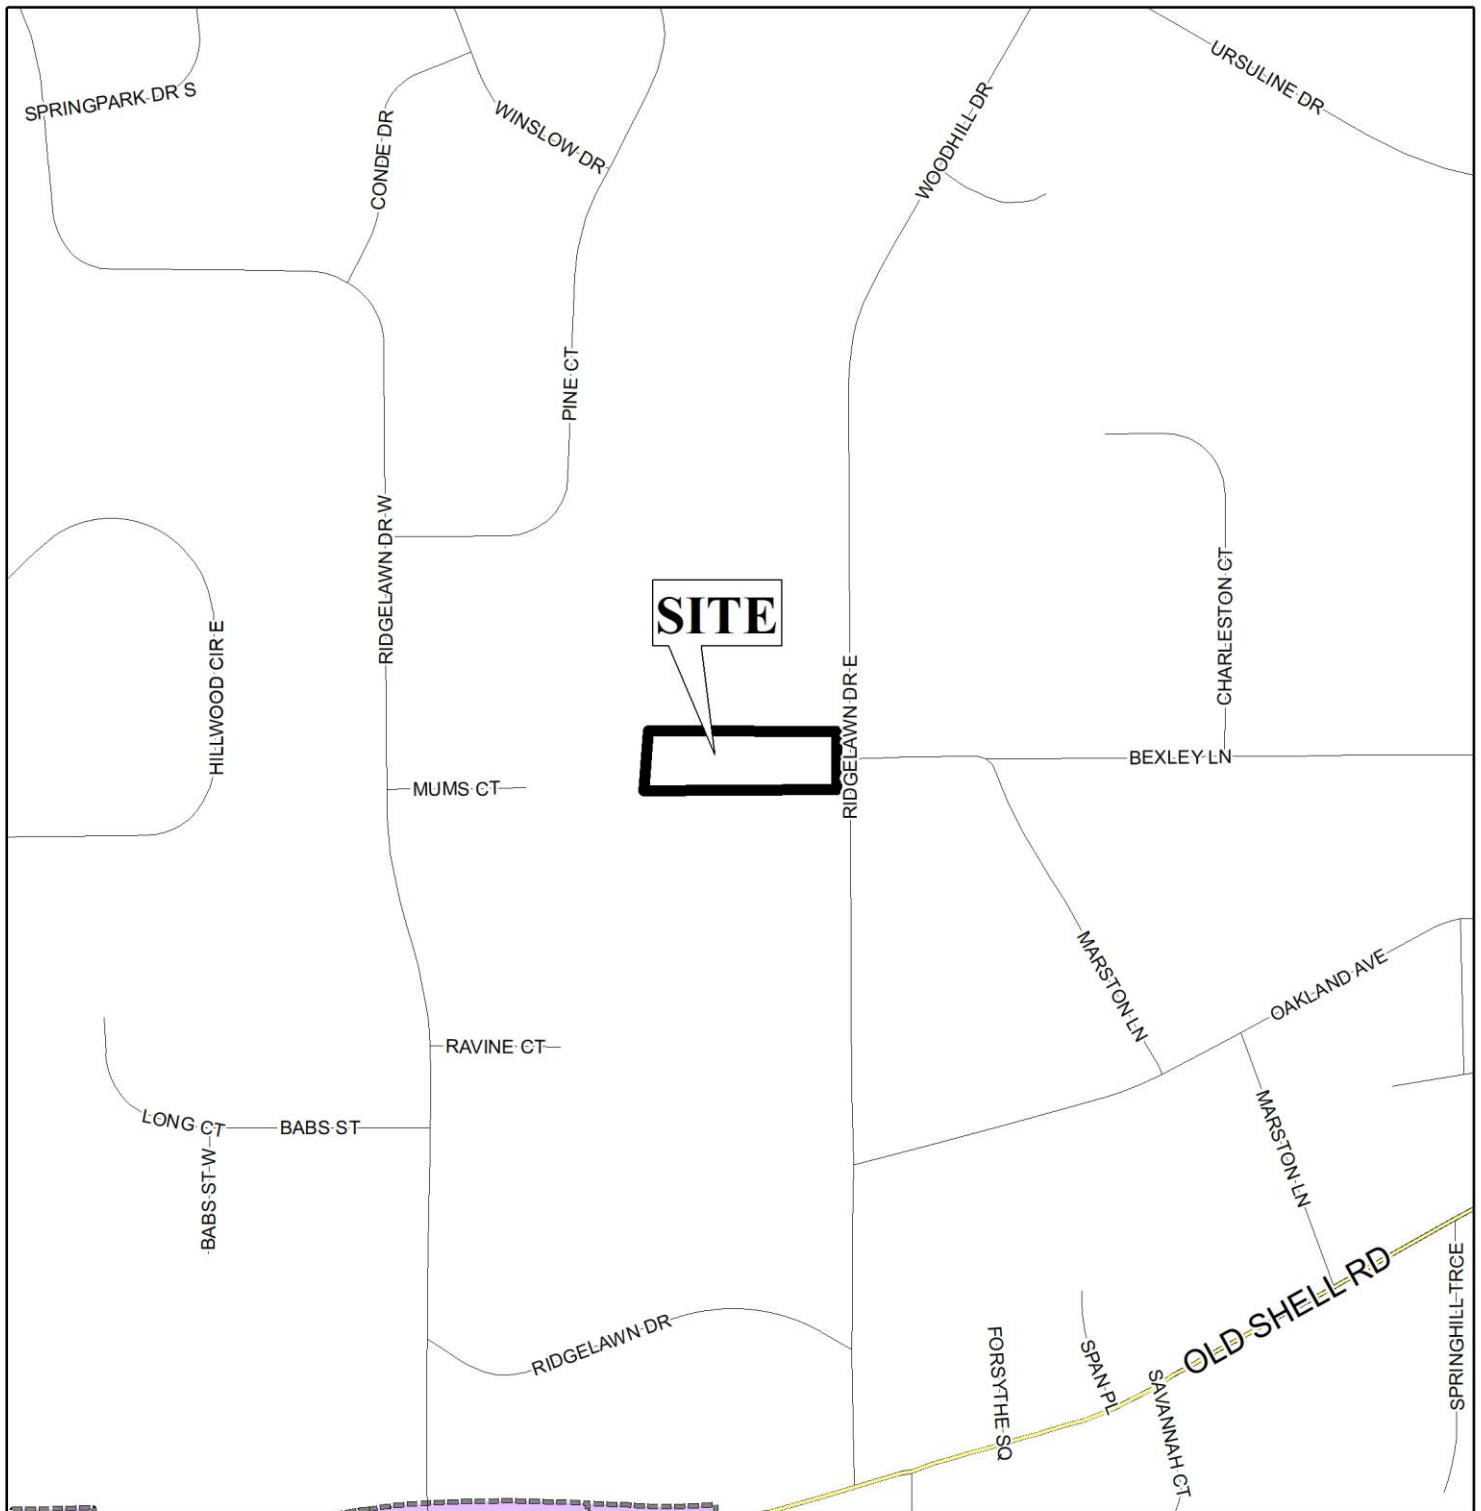 URSULINE DR
SPRINGPARK DR S
WINSLOW DR
WOODHILL DR
CONDE DR
PINE CT
RIDGELAWN DR W
CHARLESTON CT
SITE
HILLWOOD CIR E
RIDGELAWN DR E
BEXLEY LN
MUMS CT
MARSTON LN
OAKLAND AVE
RAVINE CT
LONG CT
BABS ST
BABS ST W
MARSTON LN
OLD SHELL RD
SPRINGHILL TRCE
RIDGELAWN DR
FORSYTHE SQ
SPAN PL
SAVANNAH CT